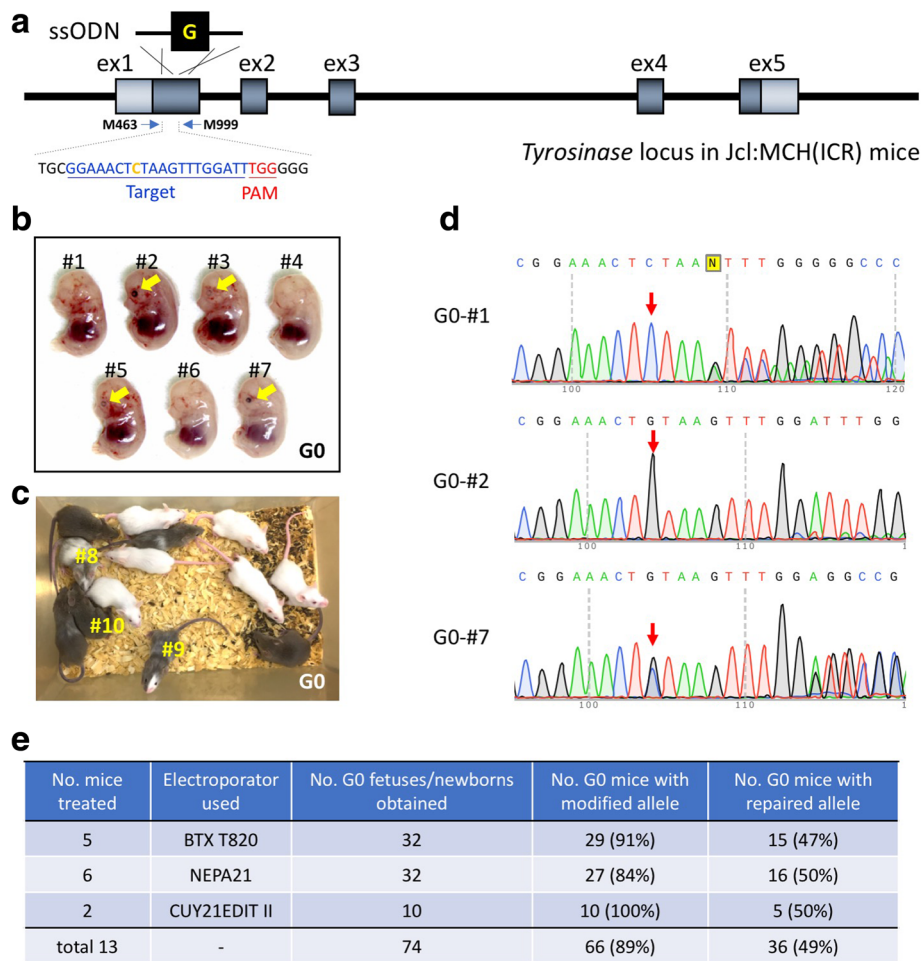 a
ssODN
G
ex1
ex2
ex3
ex4
ex5
M463
M999
TGCGGAAACTCTAAGTTTGGATTTGGGGG
Target
PAM
Tyrosinase locus in Jcl:MCH(ICR) mice
b
#1
#2
#3
#4
#5
#6
#7
G0
c
#8
#10
#9
G0
d
C G G A A A C T C T A A N T T T G G G G G C C C
G0-#1
100
110
120
C G G A A A C T G T A A G T T T G G A T T T G G
G0-#2
100
110
1
C G G A A A C T G T A A G T T T G G A G G C C G
G0-#7
100
110
1
e
No. mice treated
Electroporator used
No. G0 fetuses/newborns obtained
No. G0 mice with modified allele
No. G0 mice with repaired allele
5 BTX T820 32 29 (91%) 15 (47%)
6 NEPA21 32 27 (84%) 16 (50%)
2 CUY21EDIT II 10 10 (100%) 5 (50%)
total 13 - 74 66 (89%) 36 (49%)